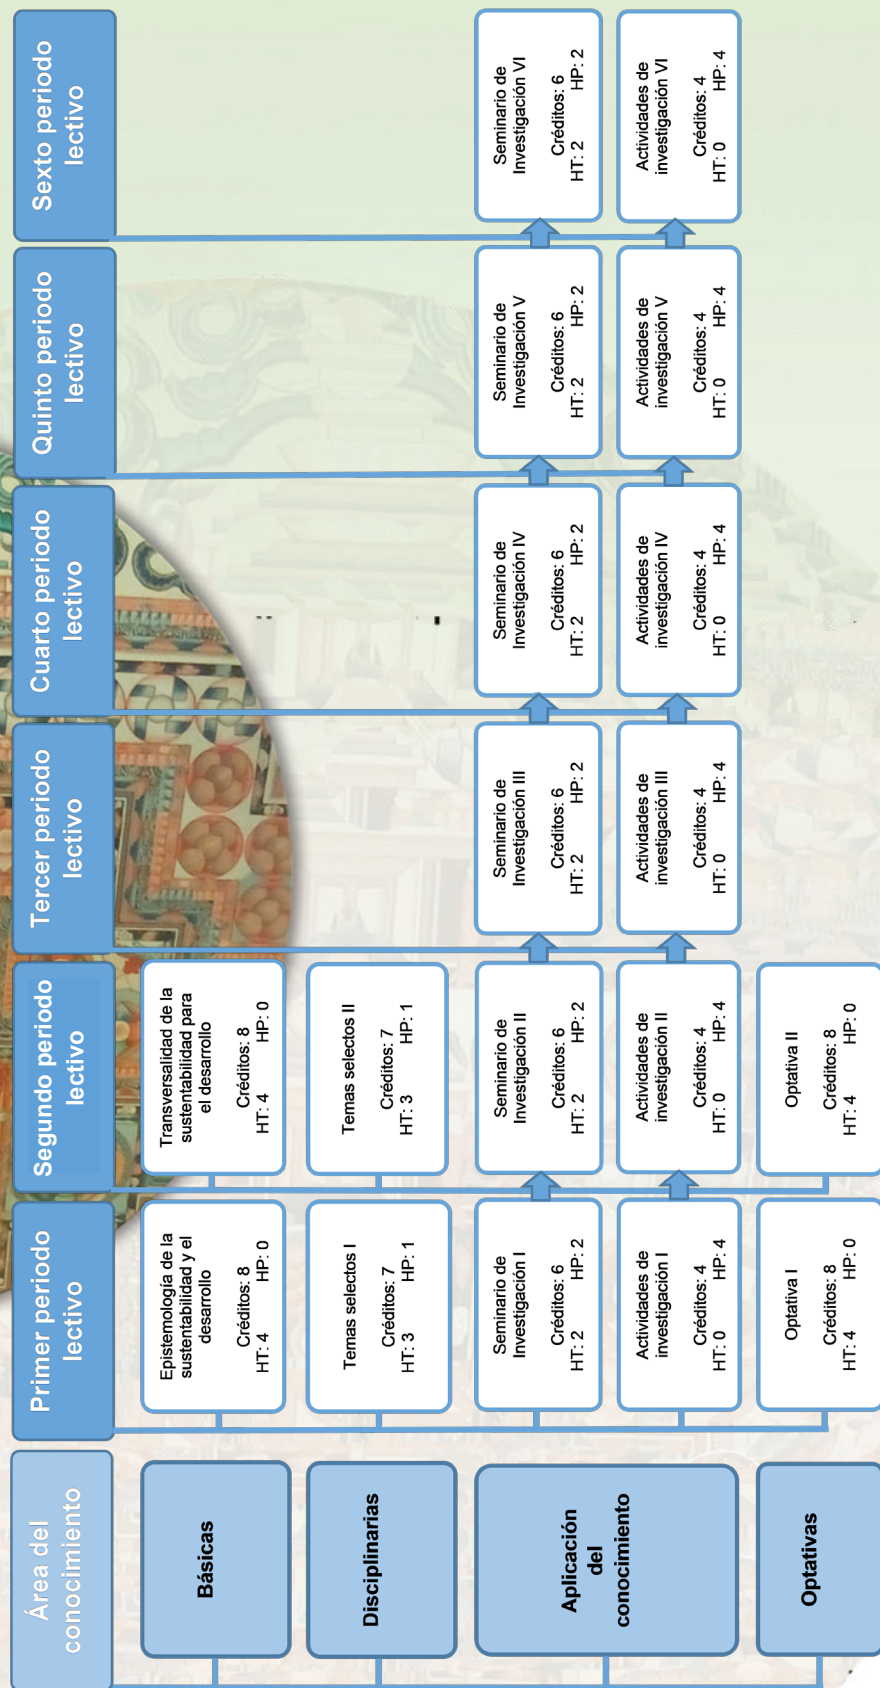 Área del
conocimiento
Primer periodo
lectivo
Segundo periodo
lectivo
Tercer periodo
lectivo
Cuarto periodo
lectivo
Quinto periodo
lectivo
Sexto periodo
lectivo
Básicas
Epistemología de la
sustentabilidad y el
desarrollo
Créditos: 8
HT: 4 HP: 0
Transversalidad de la
sustentabilidad para
el desarrollo
Créditos: 8
HT: 4 HP: 0
Disciplinarias
Temas selectos I
Créditos: 7
HT: 3 HP: 1
Temas selectos II
Créditos: 7
HT: 3 HP: 1
Aplicación
del
conocimiento
Seminario de
Investigación I
Créditos: 6
HT: 2 HP: 2
Seminario de
Investigación II
Créditos: 6
HT: 2 HP: 2
Seminario de
Investigación III
Créditos: 6
HT: 2 HP: 2
Seminario de
Investigación IV
Créditos: 6
HT: 2 HP: 2
Seminario de
Investigación V
Créditos: 6
HT: 2 HP: 2
Seminario de
Investigación VI
Créditos: 6
HT: 2 HP: 2
Actividades de
investigación I
Créditos: 4
HT: 0 HP: 4
Actividades de
investigación II
Créditos: 4
HT: 0 HP: 4
Actividades de
investigación III
Créditos: 4
HT: 0 HP: 4
Actividades de
investigación IV
Créditos: 4
HT: 0 HP: 4
Actividades de
investigación V
Créditos: 4
HT: 0 HP: 4
Actividades de
investigación VI
Créditos: 4
HT: 0 HP: 4
Optativas
Optativa I
Créditos: 8
HT: 4 HP: 0
Optativa II
Créditos: 8
HT: 4 HP: 0